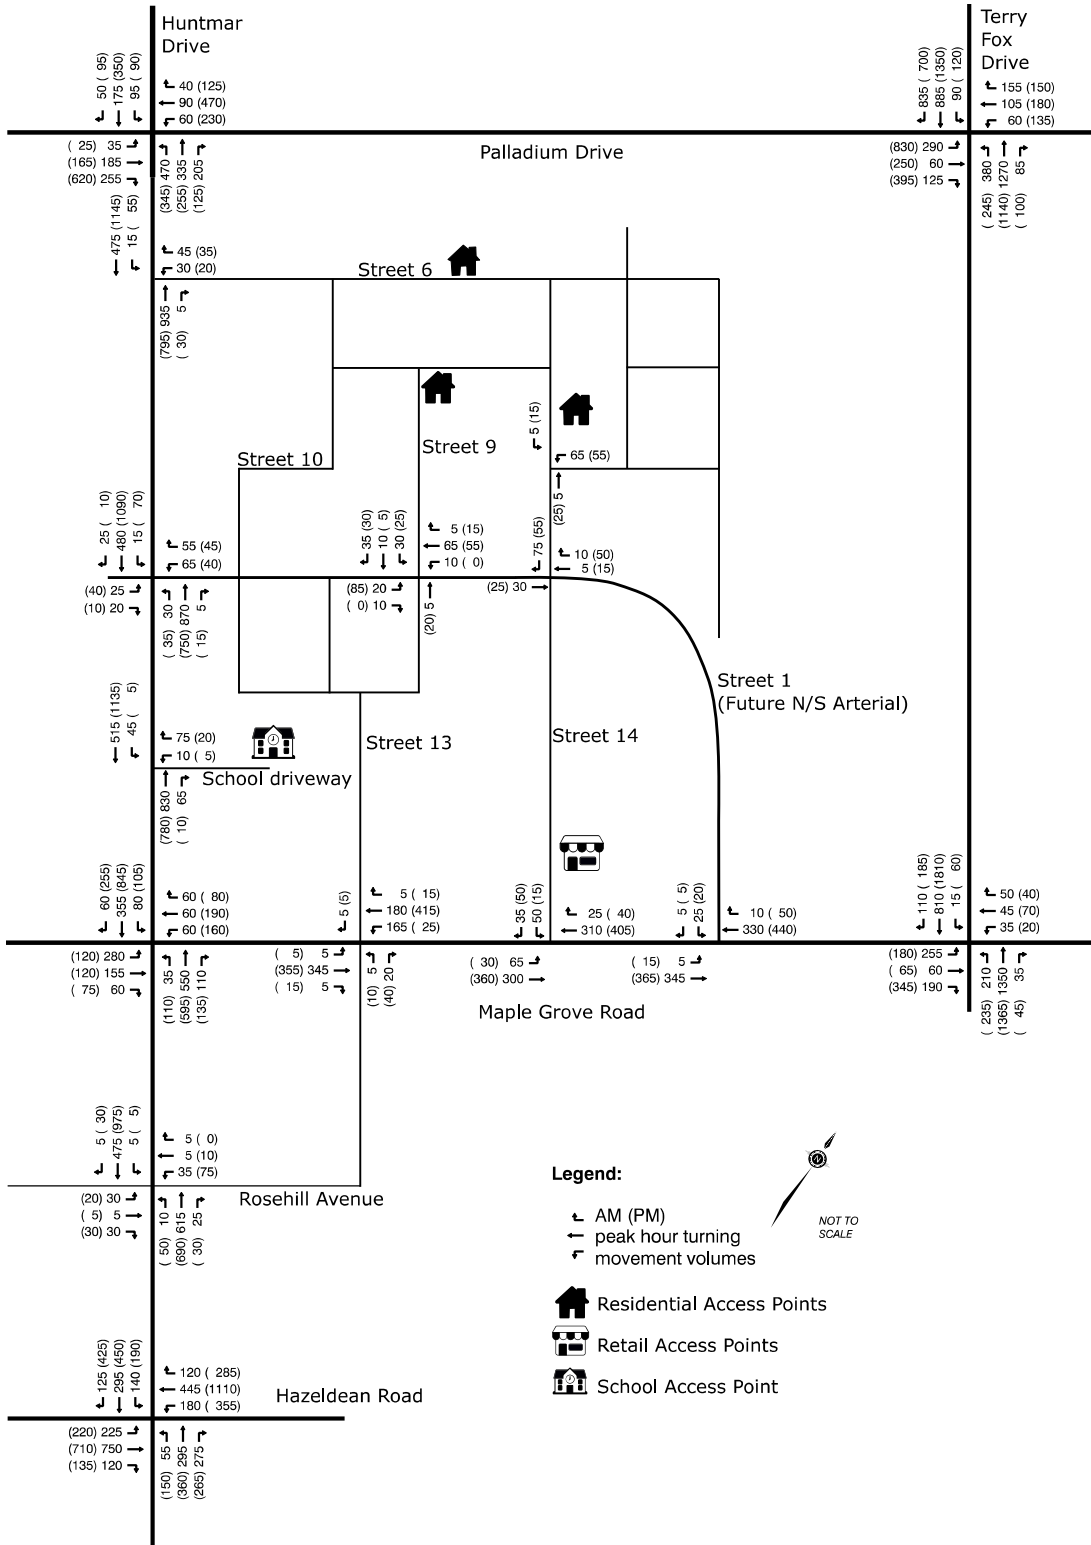 Huntmar
Drive
Terry
Fox
Drive
50 ( 95)
175 (350)
95 ( 90)
40 (125)
90 (470)
60 (230)
835 ( 700)
885 (1350)
90 ( 120)
155 (150)
105 (180)
60 (135)
Palladium Drive
( 25) 35
(165) 185
(620) 255
(345) 470
(255) 335
(125) 205
(830) 290
(250) 60
(395) 125
( 245) 380
(1140) 1270
( 100) 85
475 (1145)
15 ( 55)
45 (35)
30 (20)
Street 6
(795) 935
( 30) 5
5 (15)
65 (55)
(25) 5
Street 9
Street 10
25 ( 10)
480 (1090)
15 ( 70)
55 (45)
65 (40)
35 (30)
10 ( 5)
30 (25)
5 (15)
65 (55)
10 ( 0)
75 (55)
10 (50)
5 (15)
(40) 25
(10) 20
( 35) 30
(750) 870
( 15) 5
(85) 20
( 0) 10
(20) 5
(25) 30
Street 1
(Future N/S Arterial)
515 (1135)
45 ( 5)
75 (20)
10 ( 5)
Street 13
Street 14
School driveway
(780) 830
( 10) 65
60 (255)
355 (845)
80 (105)
60 ( 80)
60 (190)
60 (160)
5 (5)
5 ( 15)
180 (415)
165 ( 25)
35 (50)
50 (15)
25 ( 40)
310 (405)
5 ( 5)
25 (20)
10 ( 50)
330 (440)
110 ( 185)
810 (1810)
15 ( 60)
50 (40)
45 (70)
35 (20)
(120) 280
(120) 155
( 75) 60
(110) 35
(595) 550
(135) 110
( 5) 5
(355) 345
( 15) 5
(10) 5
(40) 20
( 30) 65
(360) 300
( 15) 5
(365) 345
(180) 255
( 65) 60
(345) 190
( 235) 210
(1365) 1350
( 45) 35
Maple Grove Road
5 ( 30)
475 (975)
5 ( 5)
5 ( 0)
5 (10)
35 (75)
Rosehill Avenue
(20) 30
( 5) 5
(30) 30
( 50) 10
(690) 615
( 30) 25
Legend:
AM (PM)
peak hour turning
movement volumes
N
NOT TO
SCALE
Residential Access Points
Retail Access Points
School Access Point
125 (425)
295 (450)
140 (190)
120 ( 285)
445 (1110)
180 ( 355)
Hazeldean Road
(220) 225
(710) 750
(135) 120
(150) 55
(360) 295
(265) 275